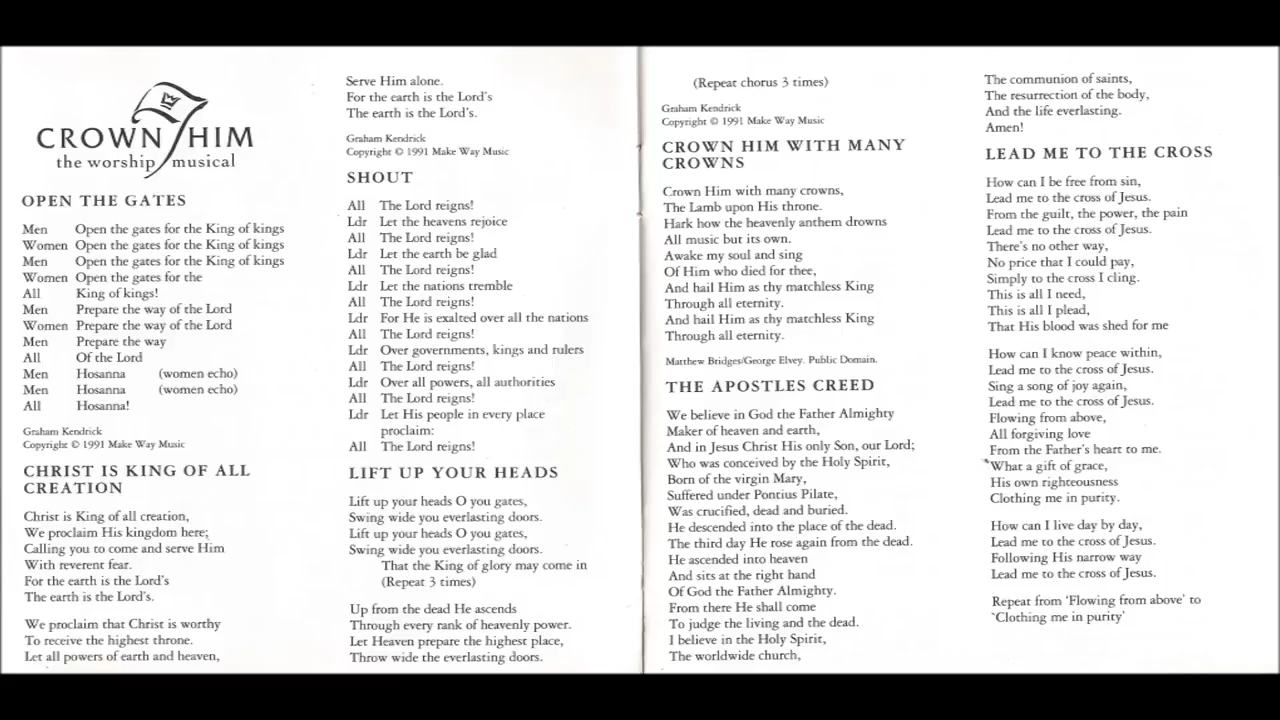 CROWN HIM
the worship musical
OPEN THE GATES
Men Open the gates for the King of kings
Women Open the gates for the King of kings
Men Open the gates for the King of kings
Women Open the gates for the
All King of kings!
Men Prepare the way of the Lord
Women Prepare the way of the Lord
Men Prepare the way
All Of the Lord
Men Hosanna (women echo)
Men Hosanna (women echo)
All Hosanna!
Graham Kendrick
Copyright © 1991 Make Way Music
CHRIST IS KING OF ALL
CREATION
Christ is King of all creation,
We proclaim His kingdom here;
Calling you to come and serve Him
With reverent fear.
For the earth is the Lord's
The earth is the Lord's.
We proclaim that Christ is worthy
To receive the highest throne.
Let all powers of earth and heaven,
Serve Him alone.
For the earth is the Lord's
The earth is the Lord's.
Graham Kendrick
Copyright © 1991 Make Way Music
SHOUT
All The Lord reigns!
Ldr Let the heavens rejoice
All The Lord reigns!
Ldr Let the earth be glad
All The Lord reigns!
Ldr Let the nations tremble
All The Lord reigns!
Ldr For He is exalted over all the nations
All The Lord reigns!
Ldr Over governments, kings and rulers
All The Lord reigns!
Ldr Over all powers, all authorities
All The Lord reigns!
Ldr Let His people in every place
proclaim:
All The Lord reigns!
LIFT UP YOUR HEADS
Lift up your heads O you gates,
Swing wide you everlasting doors.
Lift up your heads O you gates,
Swing wide you everlasting doors.
That the King of glory may come in
(Repeat 3 times)
Up from the dead He ascends
Through every rank of heavenly power.
Let Heaven prepare the highest place,
Throw wide the everlasting doors.
(Repeat chorus 3 times)
Graham Kendrick
Copyright © 1991 Make Way Music
CROWN HIM WITH MANY
CROWNS
Crown Him with many crowns,
The Lamb upon His throne.
Hark how the heavenly anthem drowns
All music but its own.
Awake my soul and sing
Of Him who died for thee,
And hail Him as thy matchless King
Through all eternity.
And hail Him as thy matchless King
Through all eternity.
Matthew Bridges/George Elvey. Public Domain.
THE APOSTLES CREED
We believe in God the Father Almighty
Maker of heaven and earth,
And in Jesus Christ His only Son, our Lord;
Who was conceived by the Holy Spirit,
Born of the virgin Mary,
Suffered under Pontius Pilate,
Was crucified, dead and buried.
He descended into the place of the dead.
The third day He rose again from the dead.
He ascended into heaven
And sits at the right hand
Of God the Father Almighty.
From there He shall come
To judge the living and the dead.
I believe in the Holy Spirit,
The worldwide church,
The communion of saints,
The resurrection of the body,
And the life everlasting.
Amen!
LEAD ME TO THE CROSS
How can I be free from sin,
Lead me to the cross of Jesus.
From the guilt, the power, the pain
Lead me to the cross of Jesus.
There's no other way,
No price that I could pay,
Simply to the cross I cling.
This is all I need,
This is all I plead,
That His blood was shed for me
How can I know peace within,
Lead me to the cross of Jesus.
Sing a song of joy again,
Lead me to the cross of Jesus.
Flowing from above,
All forgiving love
From the Father's heart to me.
What a gift of grace,
His own righteousness
Clothing me in purity.
How can I live day by day,
Lead me to the cross of Jesus.
Following His narrow way
Lead me to the cross of Jesus.
Repeat from 'Flowing from above' to
'Clothing me in purity'